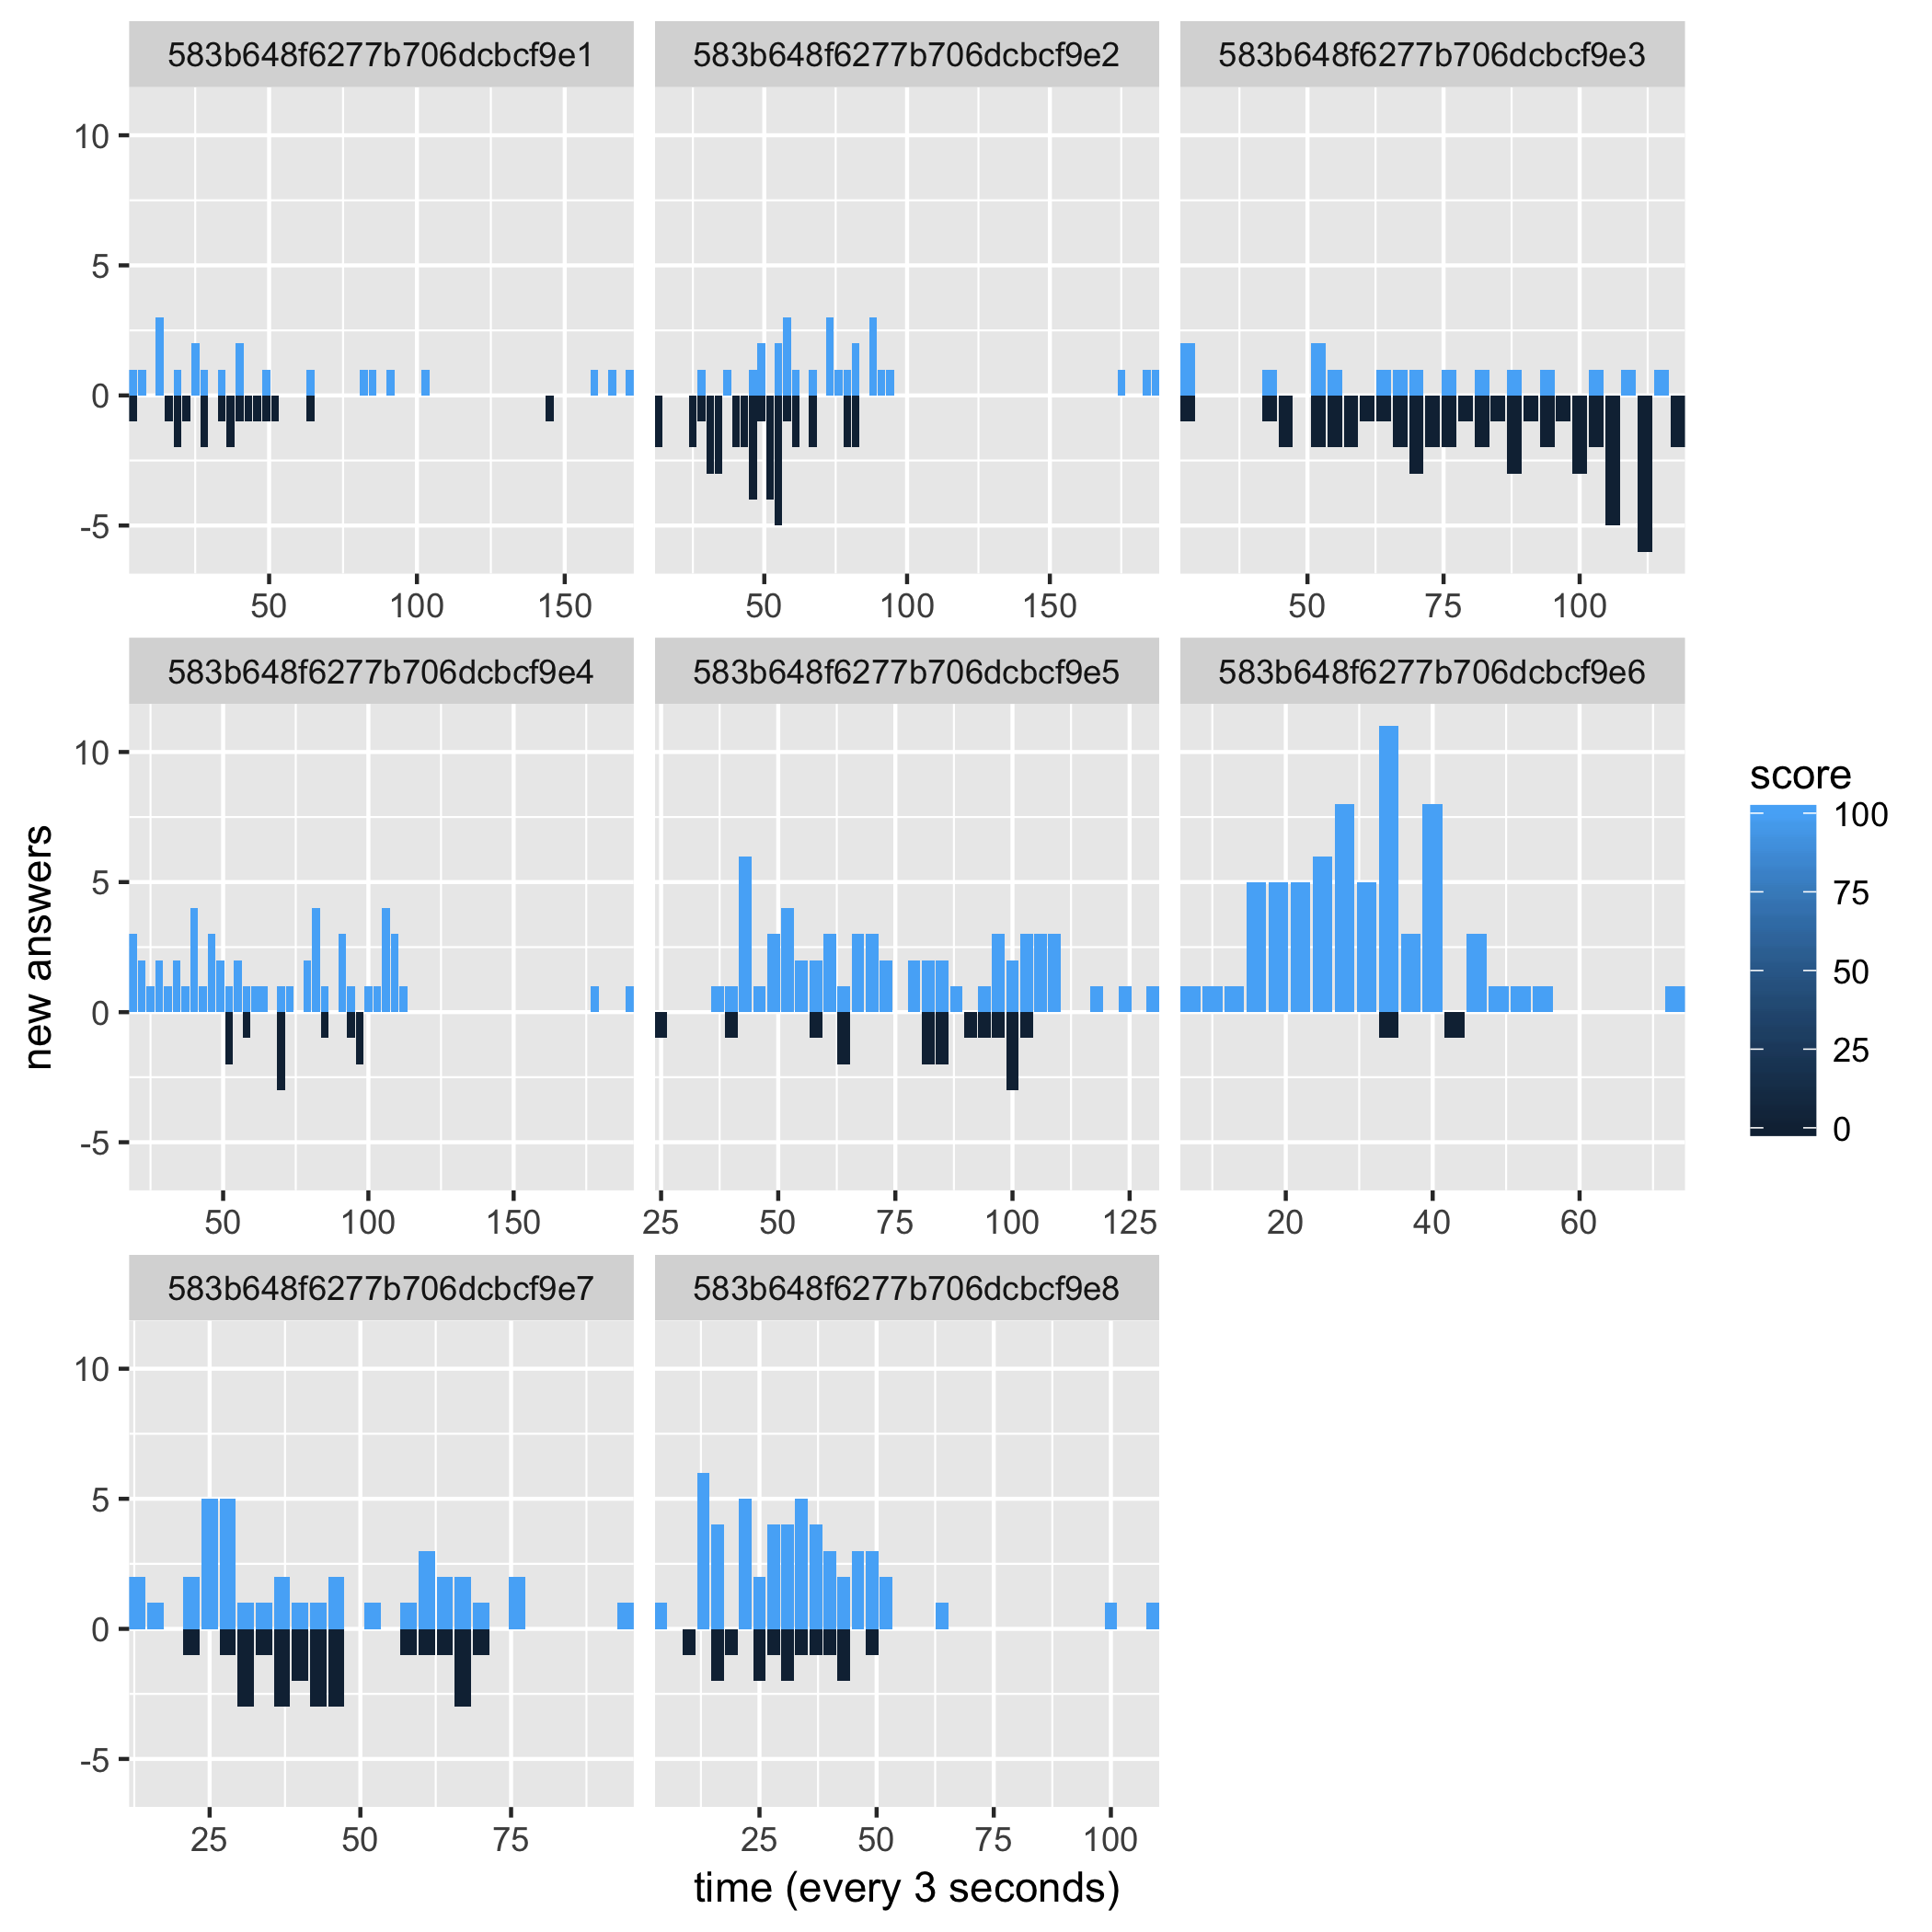 583b648f6277b706dcbcf9e1 583b648f6277b706dcbcf9e2 583b648f6277b706dcbcf9e3
10
5
0
-5
50 100 150 50 100 150 50 75 100
583b648f6277b706dcbcf9e4 583b648f6277b706dcbcf9e5 583b648f6277b706dcbcf9e6
10
5
0
-5
50 100 150 25 50 75 100 125 20 40 60
583b648f6277b706dcbcf9e7 583b648f6277b706dcbcf9e8
10
5
0
-5
25 50 75 25 50 75 100
time (every 3 seconds)
new answers
score
100
75
50
25
0